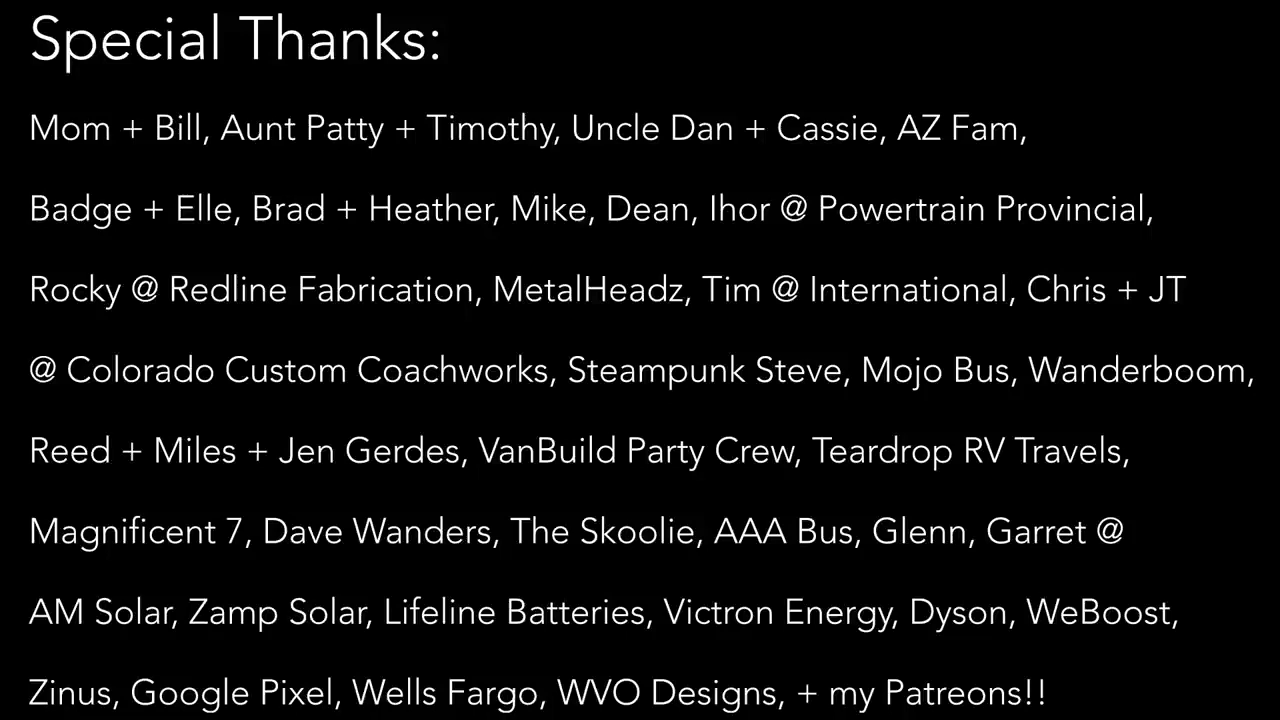 Special Thanks:
Mom + Bill, Aunt Patty + Timothy, Uncle Dan + Cassie, AZ Fam,
Badge + Elle, Brad + Heather, Mike, Dean, Ihor @ Powertrain Provincial,
Rocky @ Redline Fabrication, MetalHeadz, Tim @ International, Chris + JT
@ Colorado Custom Coachworks, Steampunk Steve, Mojo Bus, Wanderboom,
Reed + Miles + Jen Gerdes, VanBuild Party Crew, Teardrop RV Travels,
Magnificent 7, Dave Wanders, The Skoolie, AAA Bus, Glenn, Garret @
AM Solar, Zamp Solar, Lifeline Batteries, Victron Energy, Dyson, WeBoost,
Zinus, Google Pixel, Wells Fargo, WVO Designs, + my Patreons!!